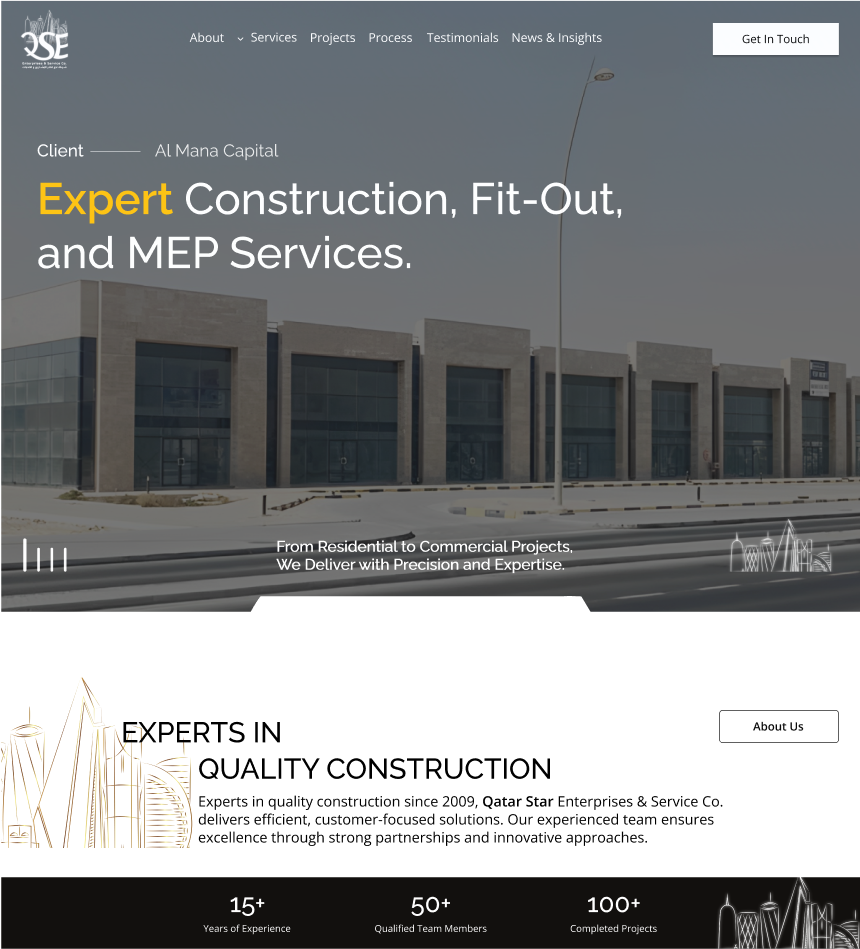 QSE
Enterprises & Service Co.
About Services Projects Process Testimonials News & Insights
Get In Touch
Client Al Mana Capital
Expert Construction, Fit-Out,
and MEP Services.
From Residential to Commercial Projects,
We Deliver with Precision and Expertise.
EXPERTS IN
About Us
QUALITY CONSTRUCTION
Experts in quality construction since 2009, Qatar Star Enterprises & Service Co.
delivers efficient, customer-focused solutions. Our experienced team ensures
excellence through strong partnerships and innovative approaches.
15+ 50+ 100+
Years of Experience Qualified Team Members Completed Projects